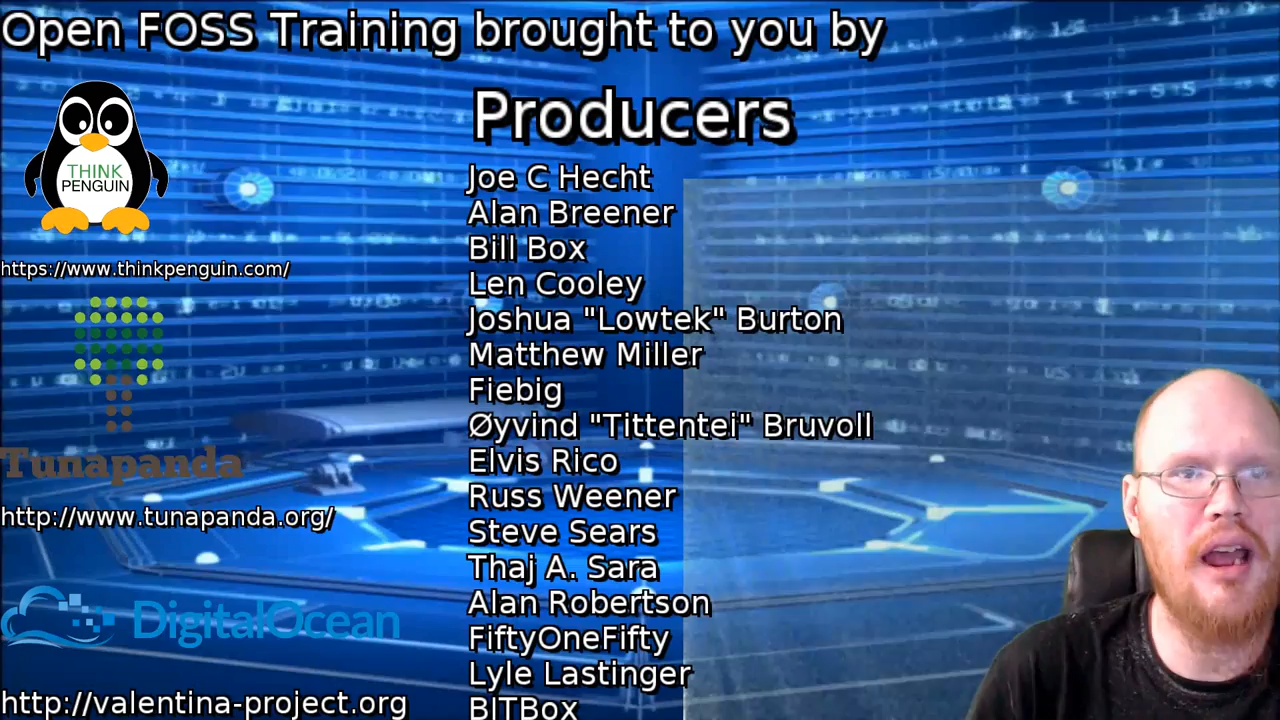 Open FOSS Training brought to you by
THINK
PENGUIN
https://www.thinkpenguin.com/
Tunapanda
http://www.tunapanda.org/
DigitalOcean
http://valentina-project.org
Producers
Joe C Hecht
Alan Breener
Bill Box
Len Cooley
Joshua "Lowtek" Burton
Matthew Miller
Fiebig
Øyvind "Tittentei" Bruvoll
Elvis Rico
Russ Weener
Steve Sears
Thaj A. Sara
Alan Robertson
FiftyOneFifty
Lyle Lastinger
BITBox